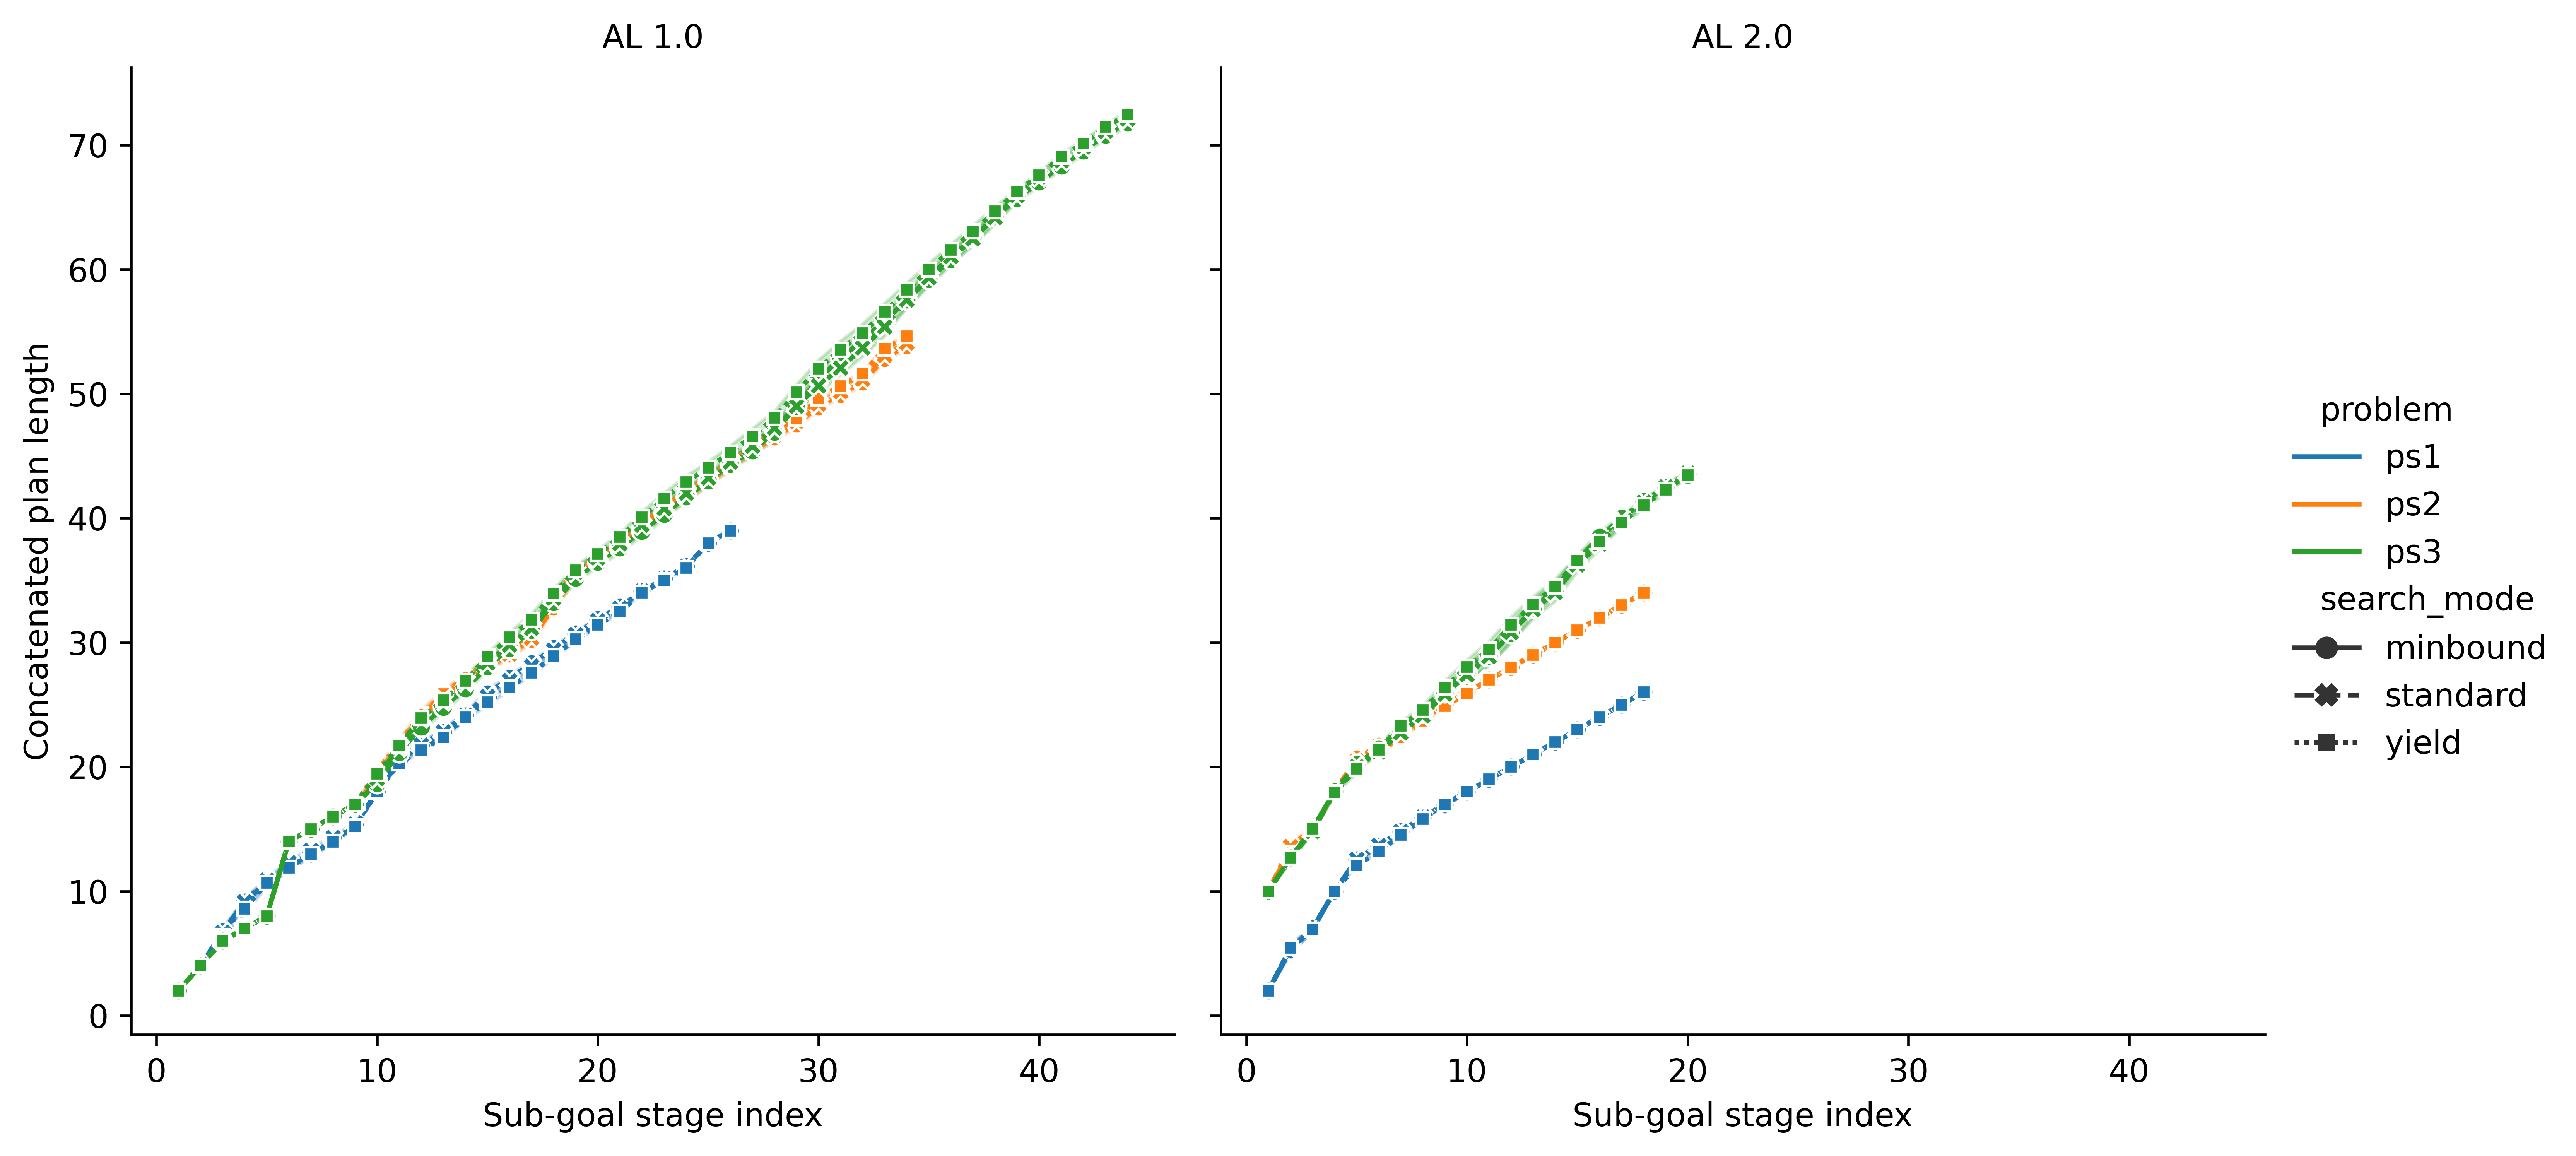 AL 1.0
AL 2.0
Concatenated plan length
70
60
50
40
30
20
10
0
0 10 20 30 40
0 10 20 30 40
Sub-goal stage index
Sub-goal stage index
problem
ps1
ps2
ps3
search_mode
minbound
standard
yield